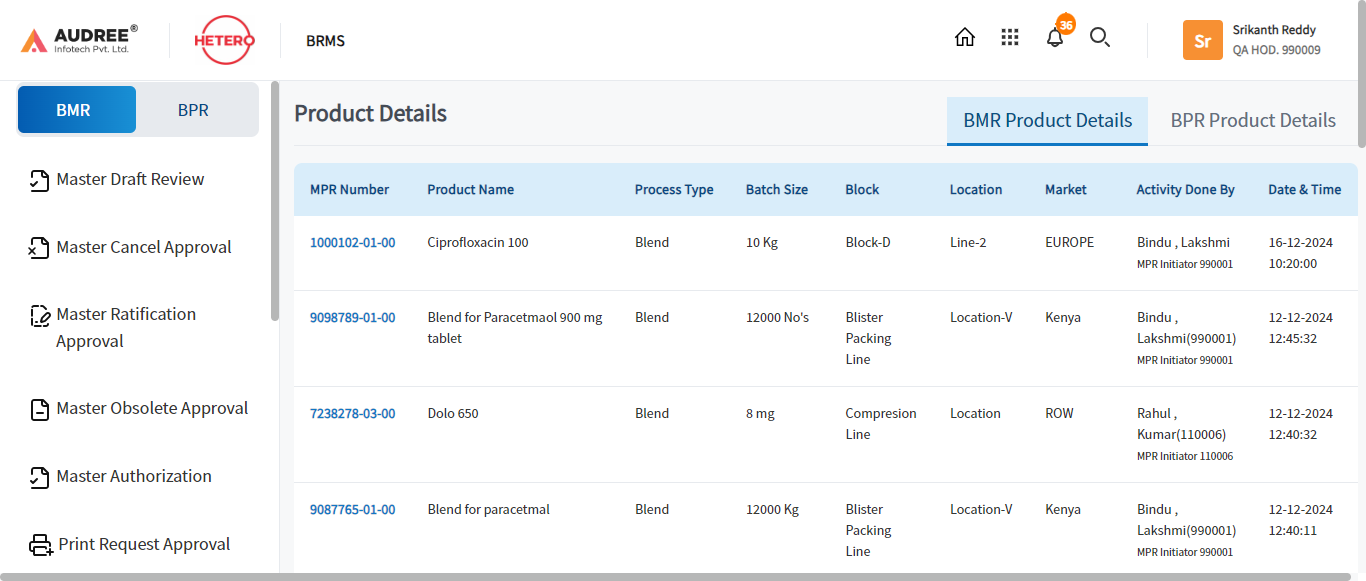 AUDREE®
Infotech Pvt. Ltd.
HETERO
BRMS
36
Sr
Srikanth Reddy
QA HOD. 990009
BMR
BPR
Master Draft Review
Master Cancel Approval
Master Ratification
Approval
Master Obsolete Approval
Master Authorization
Print Request Approval
Product Details
BMR Product Details
BPR Product Details
MPR Number Product Name Process Type Batch Size Block Location Market Activity Done By Date & Time
1000102-01-00 Ciprofloxacin 100 Blend 10 Kg Block-D Line-2 EUROPE Bindu , Lakshmi 16-12-2024
MPR Initiator 990001 10:20:00
9098789-01-00 Blend for Paracetmaol 900 mg Blend 12000 No's Blister Location-V Kenya Bindu , 12-12-2024
tablet Packing Lakshmi(990001) 12:45:32
Line MPR Initiator 990001
7238278-03-00 Dolo 650 Blend 8 mg Compresion Location ROW Rahul , 12-12-2024
Line Kumar(110006) 12:40:32
MPR Initiator 110006
9087765-01-00 Blend for paracetmal Blend 12000 Kg Blister Location-V Kenya Bindu , 12-12-2024
Packing Lakshmi(990001) 12:40:11
Line MPR Initiator 990001